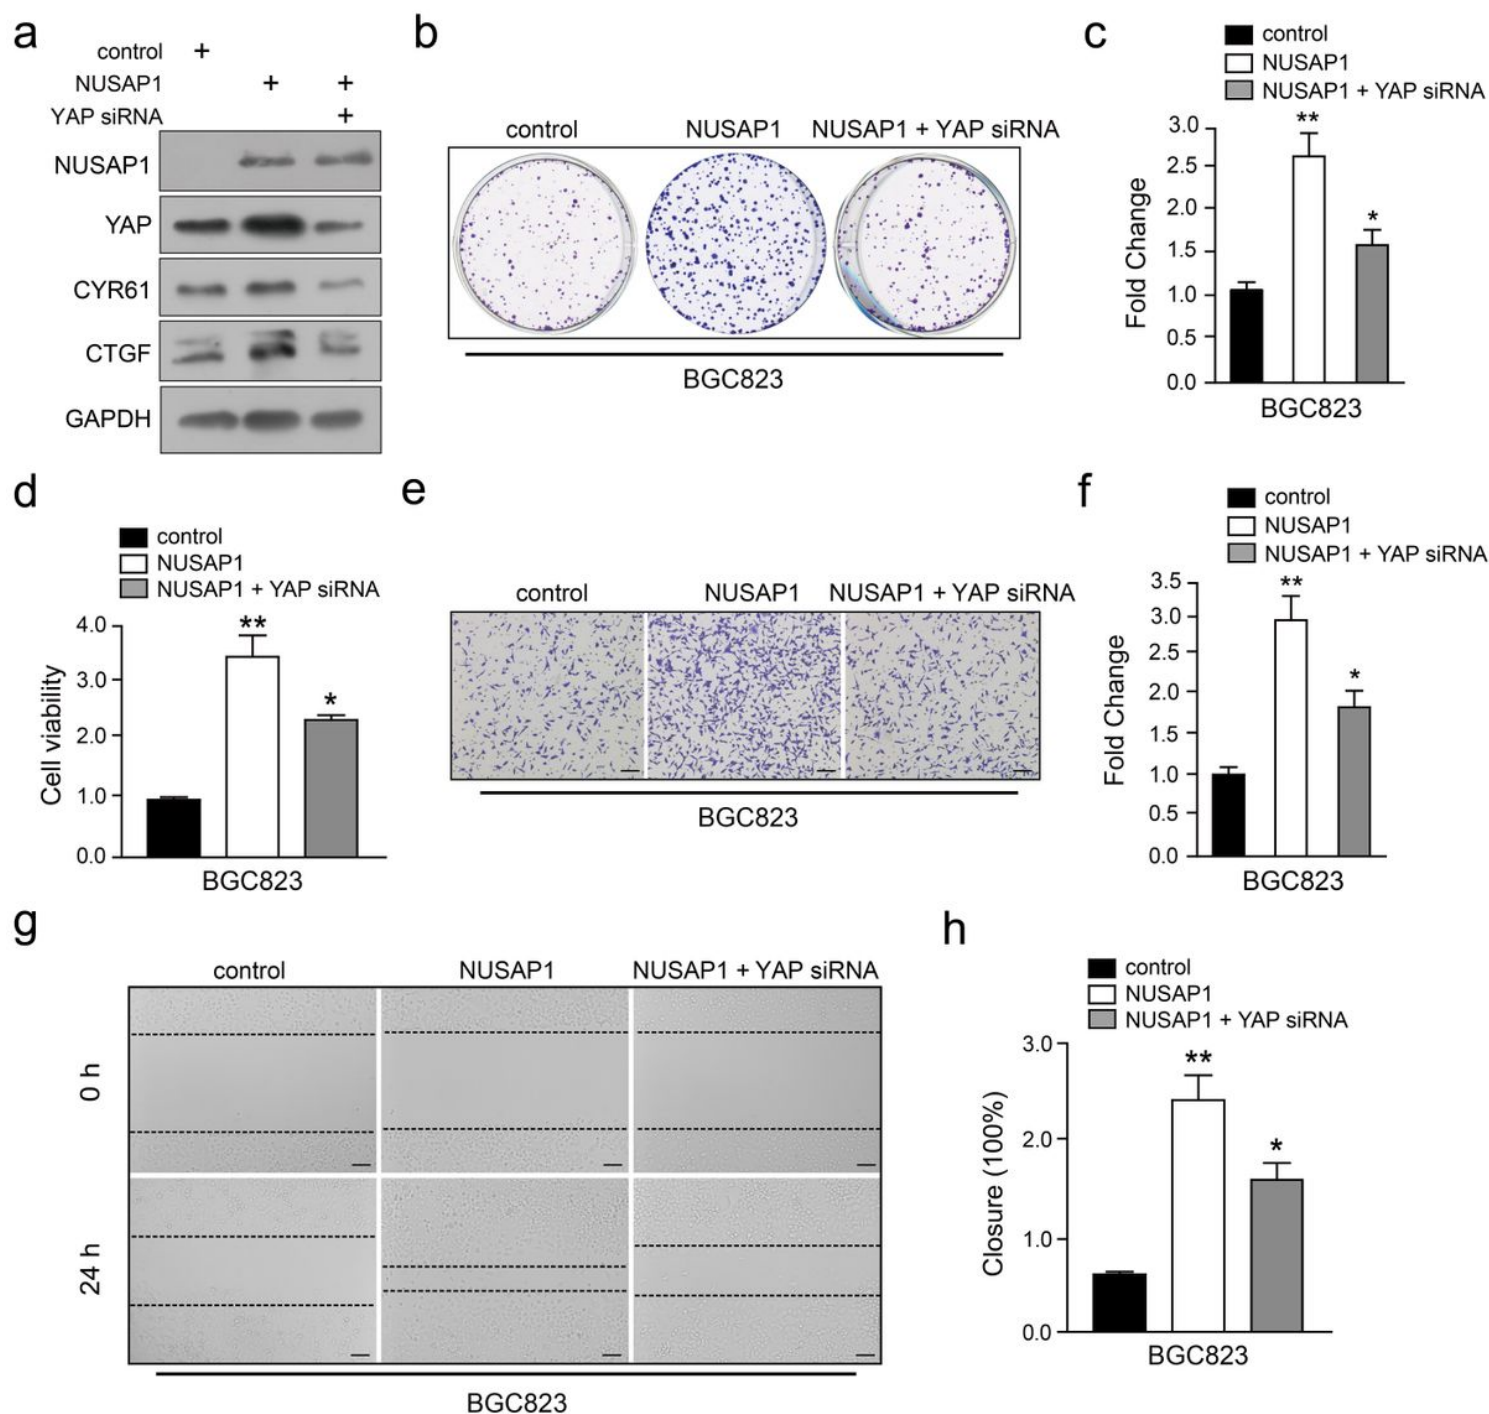 a
control +
NUSAP1 + +
YAP siRNA +
NUSAP1
YAP
CYR61
CTGF
GAPDH
b
control NUSAP1 NUSAP1 + YAP siRNA
BGC823
c
control
NUSAP1
NUSAP1 + YAP siRNA
Fold Change
3.0
2.5
2.0
1.5
1.0
0.5
0.0
**
*
BGC823
d
control
NUSAP1
NUSAP1 + YAP siRNA
Cell viability
4.0
3.0
2.0
1.0
0.0
**
*
BGC823
e
control NUSAP1 NUSAP1 + YAP siRNA
BGC823
f
control
NUSAP1
NUSAP1 + YAP siRNA
Fold Change
3.5
3.0
2.5
2.0
1.5
1.0
0.5
0.0
**
*
BGC823
g
control NUSAP1 NUSAP1 + YAP siRNA
0 h
24 h
BGC823
h
control
NUSAP1
NUSAP1 + YAP siRNA
Closure (100%)
3.0
2.0
1.0
0.0
**
*
BGC823